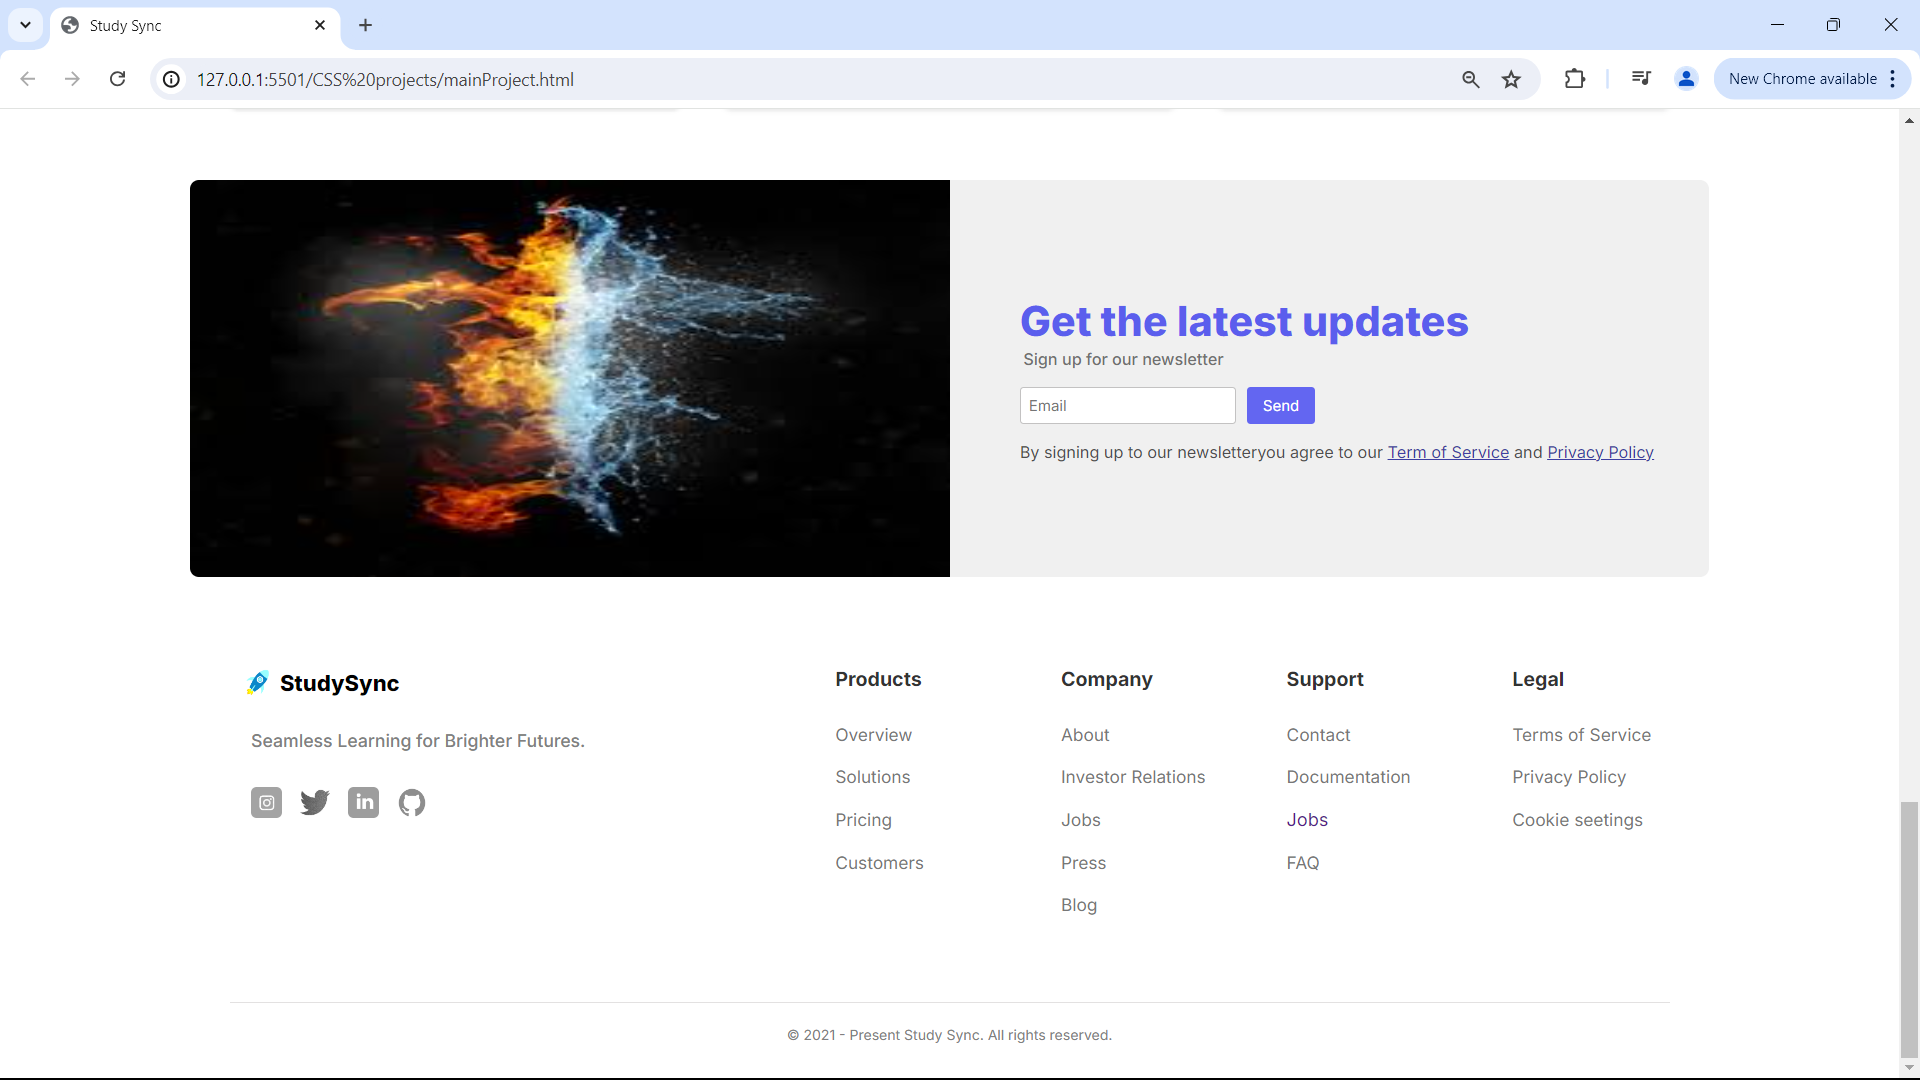 Study Sync
127.0.0.1:5501/CSS%20projects/mainProject.html
New Chrome available
Get the latest updates
Sign up for our newsletter
Email
Send
By signing up to our newsletteryou agree to our Term of Service and Privacy Policy
StudySync
Seamless Learning for Brighter Futures.
in
Products
Overview
Solutions
Pricing
Customers
Company
About
Investor Relations
Jobs
Press
Blog
Support
Contact
Documentation
Jobs
FAQ
Legal
Terms of Service
Privacy Policy
Cookie seetings
© 2021 - Present Study Sync. All rights reserved.